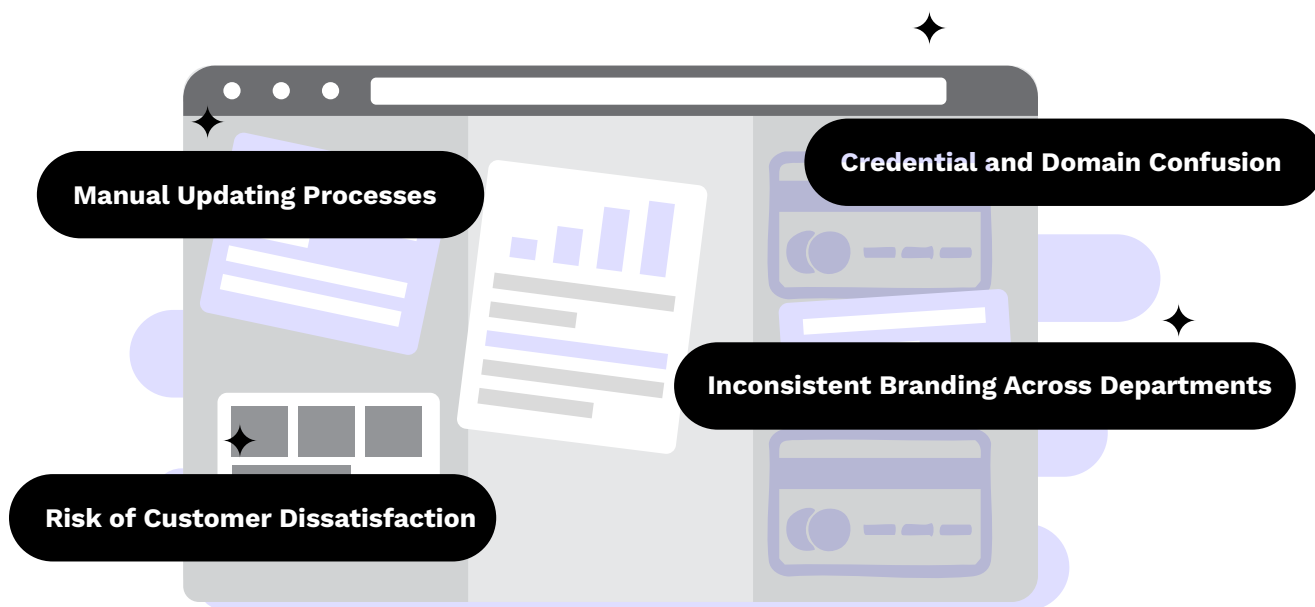 Credential and Domain Confusion
Manual Updating Processes
Inconsistent Branding Across Departments
Risk of Customer Dissatisfaction